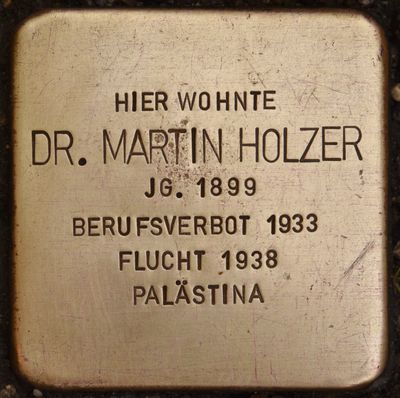 HIER WOHNTE
DR. MARTIN HOLZER
JG. 1899
BERUFSVERBOT 1933
FLUCHT 1938
PALÄSTINA